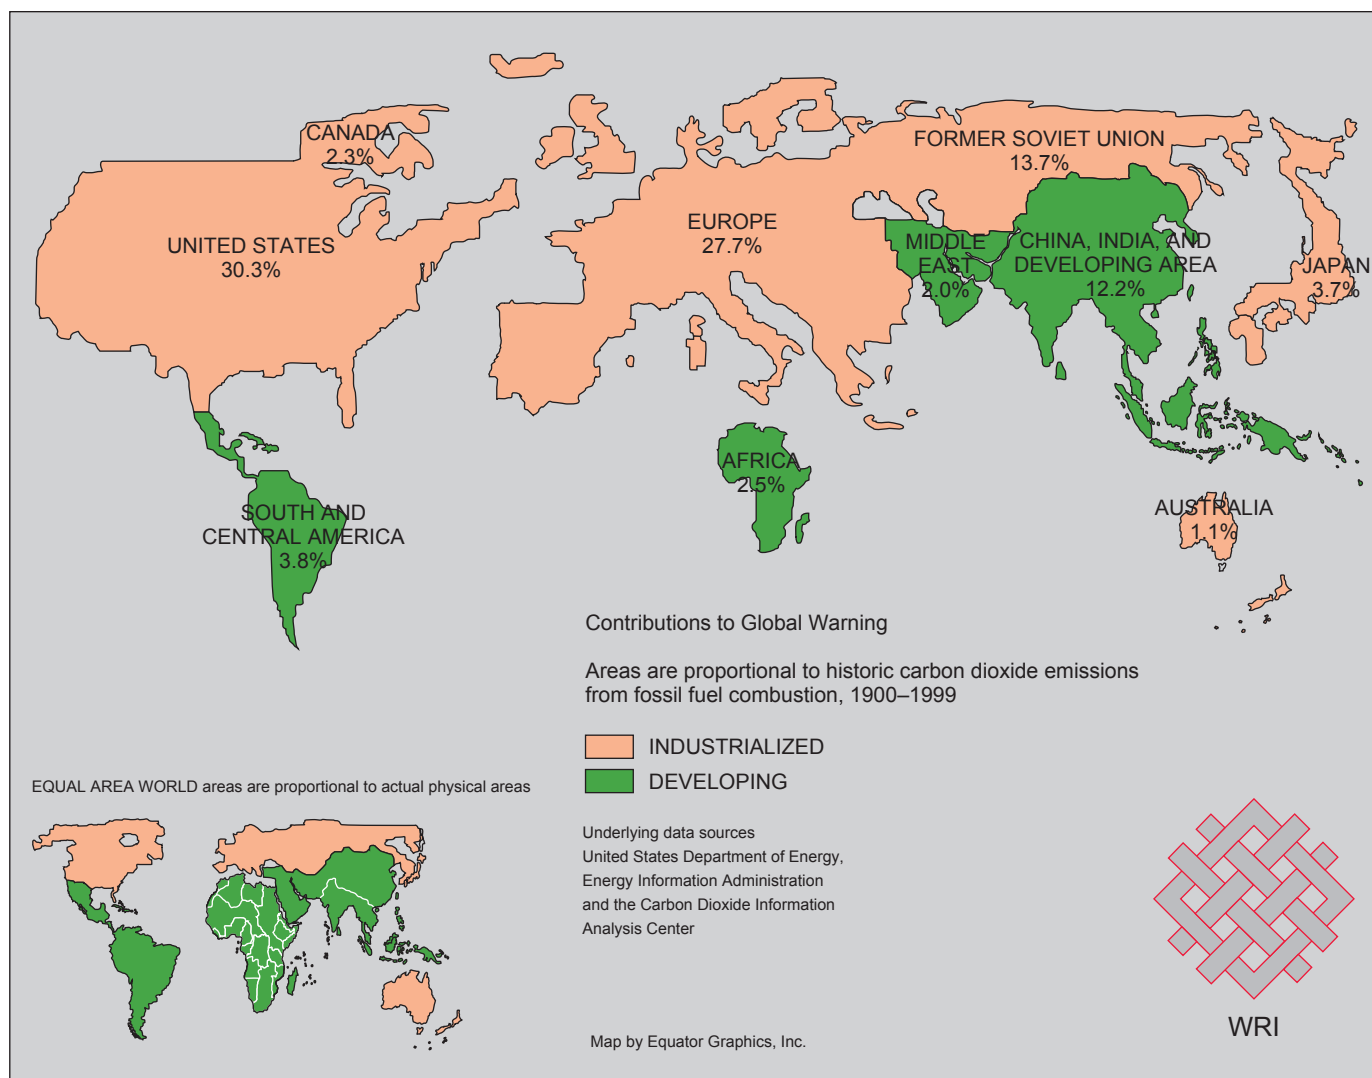 CANADA
2.3%
FORMER SOVIET UNION
13.7%
UNITED STATES
30.3%
EUROPE
27.7%
MIDDLE
EAST
2.0%
CHINA, INDIA, AND
DEVELOPING AREA
12.2%
JAPAN
3.7%
AFRICA
2.5%
SOUTH AND
CENTRAL AMERICA
3.8%
AUSTRALIA
1.1%
Contributions to Global Warning
Areas are proportional to historic carbon dioxide emissions
from fossil fuel combustion, 1900–1999
INDUSTRIALIZED
DEVELOPING
EQUAL AREA WORLD areas are proportional to actual physical areas
Underlying data sources
United States Department of Energy,
Energy Information Administration
and the Carbon Dioxide Information
Analysis Center
Map by Equator Graphics, Inc.
WRI